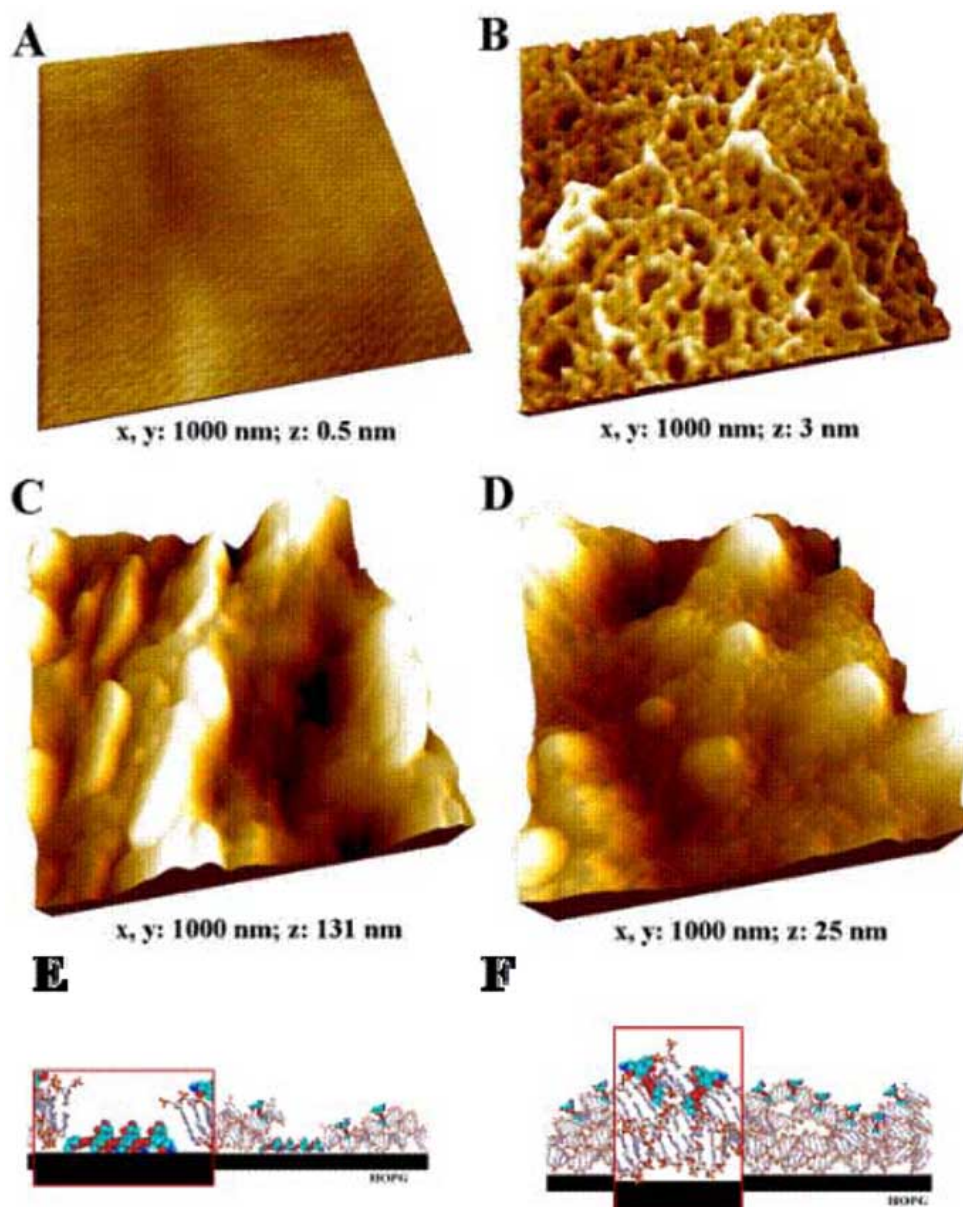 A
B
x, y: 1000 nm; z: 0.5 nm
x, y: 1000 nm; z: 3 nm
C
D
x, y: 1000 nm; z: 131 nm
x, y: 1000 nm; z: 25 nm
E
F
HOPG
HOPG